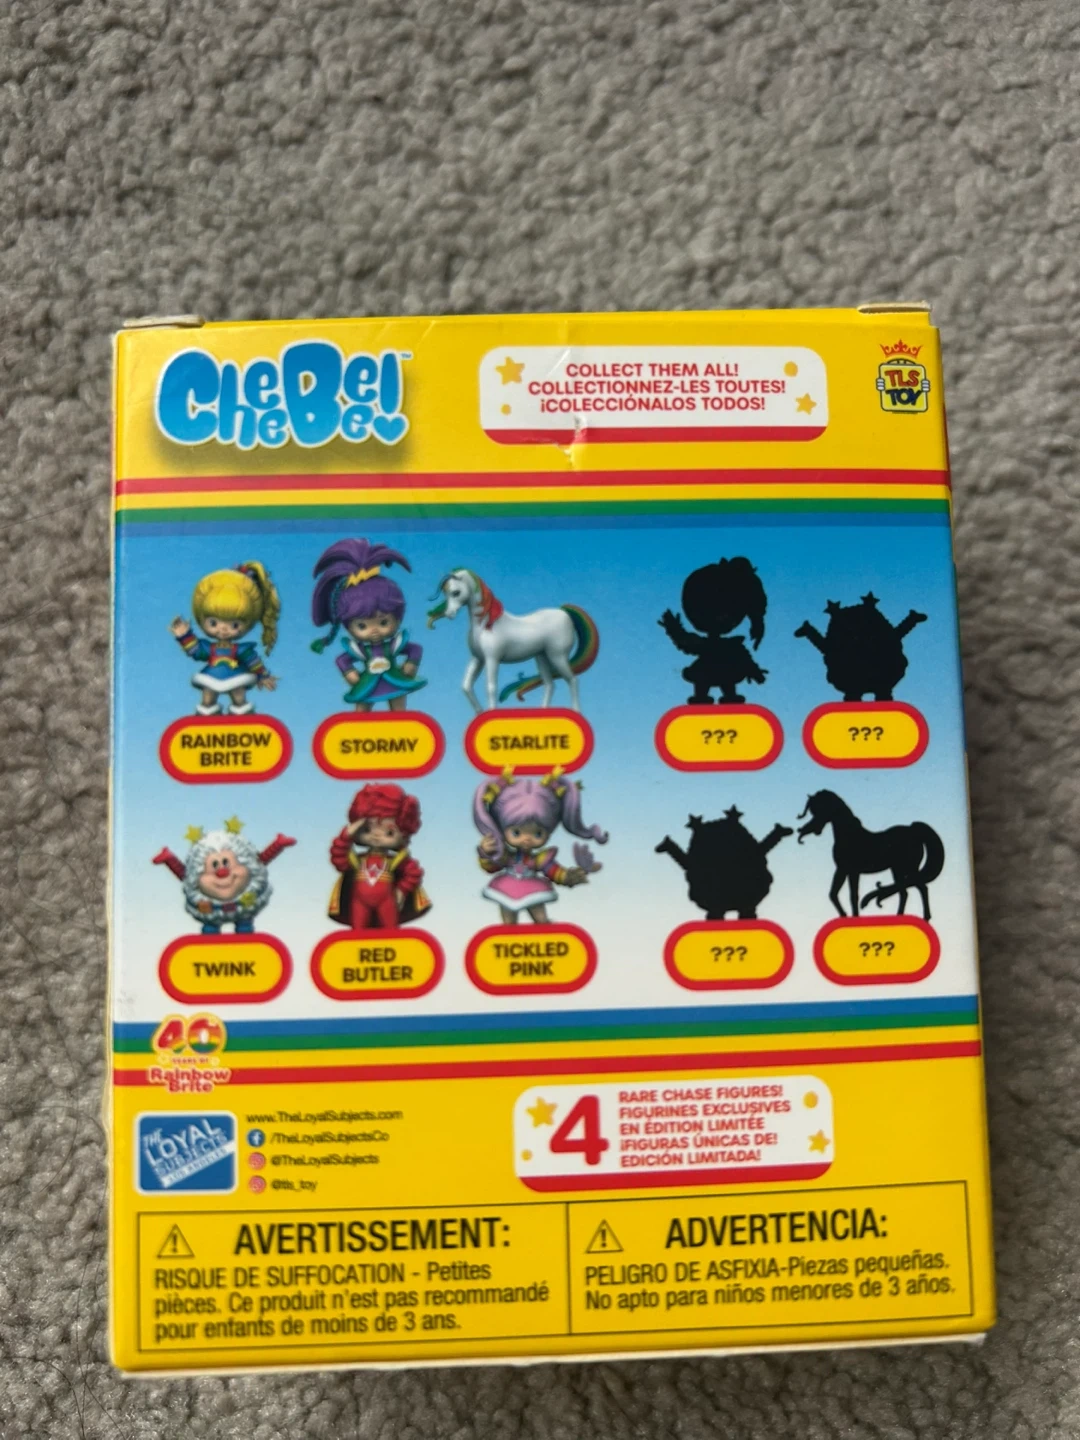 CheeBee!
CheeBee™
COLLECT THEM ALL!
COLLECTIONNEZ-LES TOUTES!
¡COLECCIÓNALOS TODOS!
TLS
TOY
RAINBOW
BRITE
STORMY
STARLITE
???
???
TWINK
RED
BUTLER
TICKLED
PINK
???
???
40
YEARS OF
Rainbow
Brite
THE
LOYAL
SUBJECTS
LOS ANGELES
www.TheLoyalSubjects.com
/TheLoyalSubjectsCo
@TheLoyalSubjects
@tls_toy
4
RARE CHASE FIGURES!
FIGURINES EXCLUSIVES
EN ÉDITION LIMITÉE
¡FIGURAS ÚNICAS DE!
EDICIÓN LIMITADA!
AVERTISSEMENT:
RISQUE DE SUFFOCATION - Petites
pièces. Ce produit n'est pas recommandé
pour enfants de moins de 3 ans.
ADVERTENCIA:
PELIGRO DE ASFIXIA-Piezas pequeñas.
No apto para niños menores de 3 años.